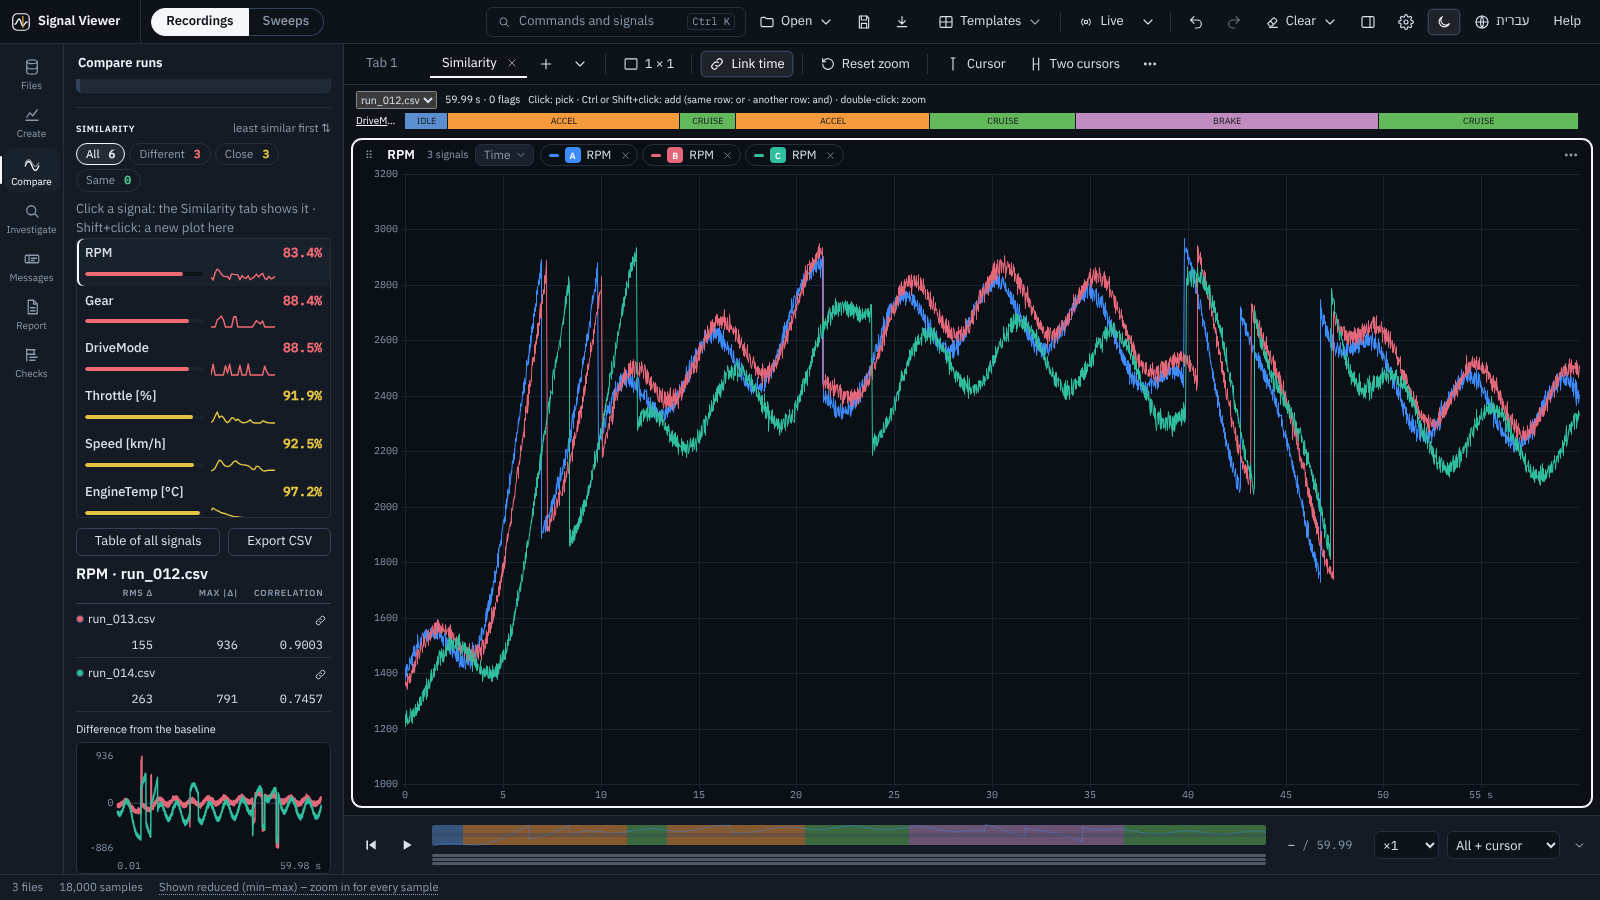 Signal Viewer
Recordings
Sweeps
Commands and signals
Ctrl K
Open
Templates
Live
Clear
עברית
Help
Files
Create
Compare
Investigate
Messages
Report
Checks
Compare runs
SIMILARITY
least similar first ⇅
All 6
Different 3
Close 3
Same 0
Click a signal: the Similarity tab shows it ·
Shift+click: a new plot here
RPM 83.4%
Gear 88.4%
DriveMode 88.5%
Throttle [%] 91.9%
Speed [km/h] 92.5%
EngineTemp [°C] 97.2%
Table of all signals
Export CSV
RPM · run_012.csv
RMS Δ MAX |Δ| CORRELATION
run_013.csv
155 936 0.9003
run_014.csv
263 791 0.7457
Difference from the baseline
936
0
-886
0.01 59.98 s
Tab 1
Similarity ×
1 × 1
Link time
Reset zoom
Cursor
Two cursors
run_012.csv
59.99 s · 0 flags Click: pick · Ctrl or Shift+click: add (same row: or · another row: and) · double-click: zoom
DriveM...
IDLE ACCEL CRUISE ACCEL CRUISE BRAKE CRUISE
RPM 3 signals Time
A RPM ×
B RPM ×
C RPM ×
3200
3000
2800
2600
2400
2200
2000
1800
1600
1400
1200
1000
0 5 10 15 20 25 30 35 40 45 50 55 s
– / 59.99
×1
All + cursor
3 files 18,000 samples Shown reduced (min–max) – zoom in for every sample